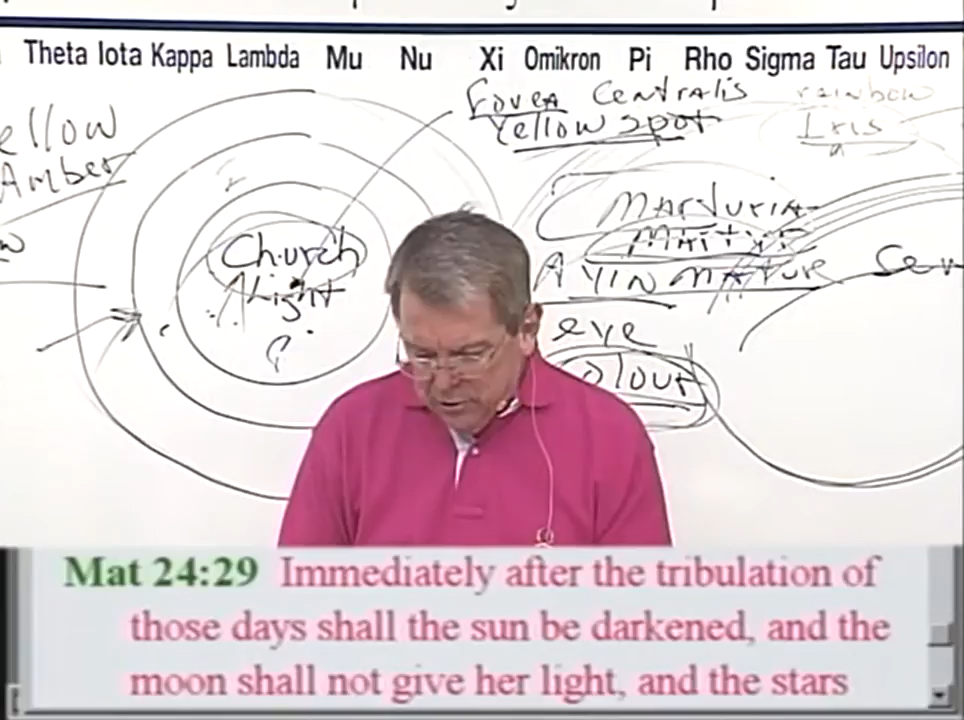 Theta Iota Kappa Lambda Mu Nu Xi Omikron Pi Rho Sigma Tau Upsilon
Fovea Centralis rainbow
Yellow spot Iris
ellow
Amber
Marturia
Martyr
Church
Light
AYIN MATURE
eye
olour
Mat 24:29 Immediately after the tribulation of
those days shall the sun be darkened, and the
moon shall not give her light, and the stars